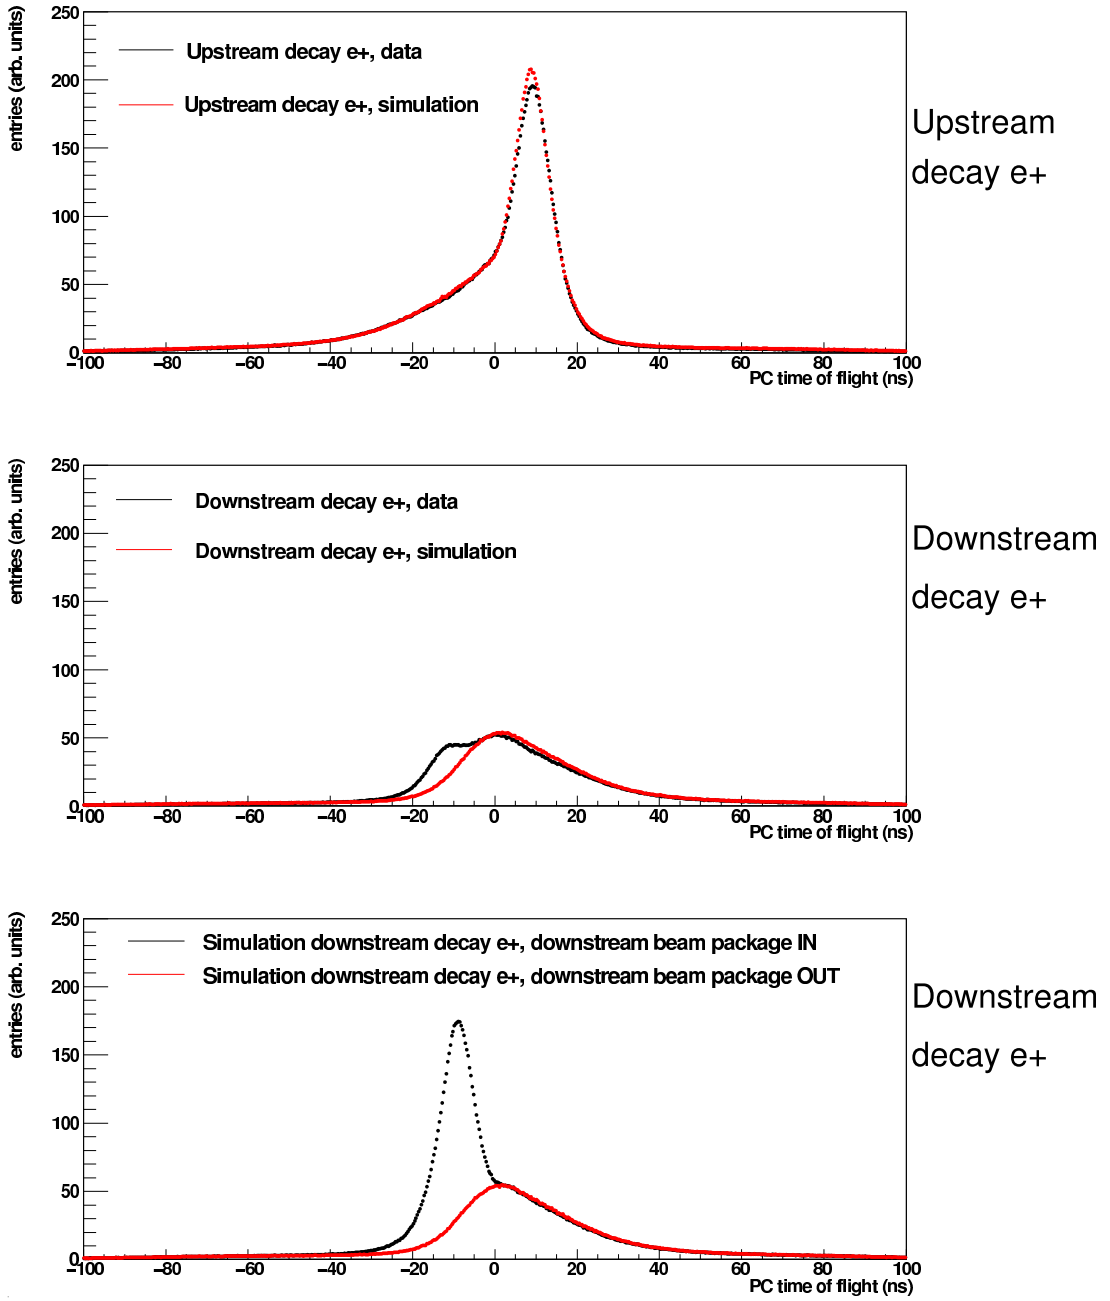 250
200
150
100
50
0
entries (arb. units)
Upstream decay e+, data
Upstream decay e+, simulation
−100 −80 −60 −40 −20 0 20 40 60 80 100
PC time of flight (ns)
Upstream
decay e+
250
200
150
100
50
0
entries (arb. units)
Downstream decay e+, data
Downstream decay e+, simulation
−100 −80 −60 −40 −20 0 20 40 60 80 100
PC time of flight (ns)
Downstream
decay e+
250
200
150
100
50
0
entries (arb. units)
Simulation downstream decay e+, downstream beam package IN
Simulation downstream decay e+, downstream beam package OUT
−100 −80 −60 −40 −20 0 20 40 60 80 100
PC time of flight (ns)
Downstream
decay e+